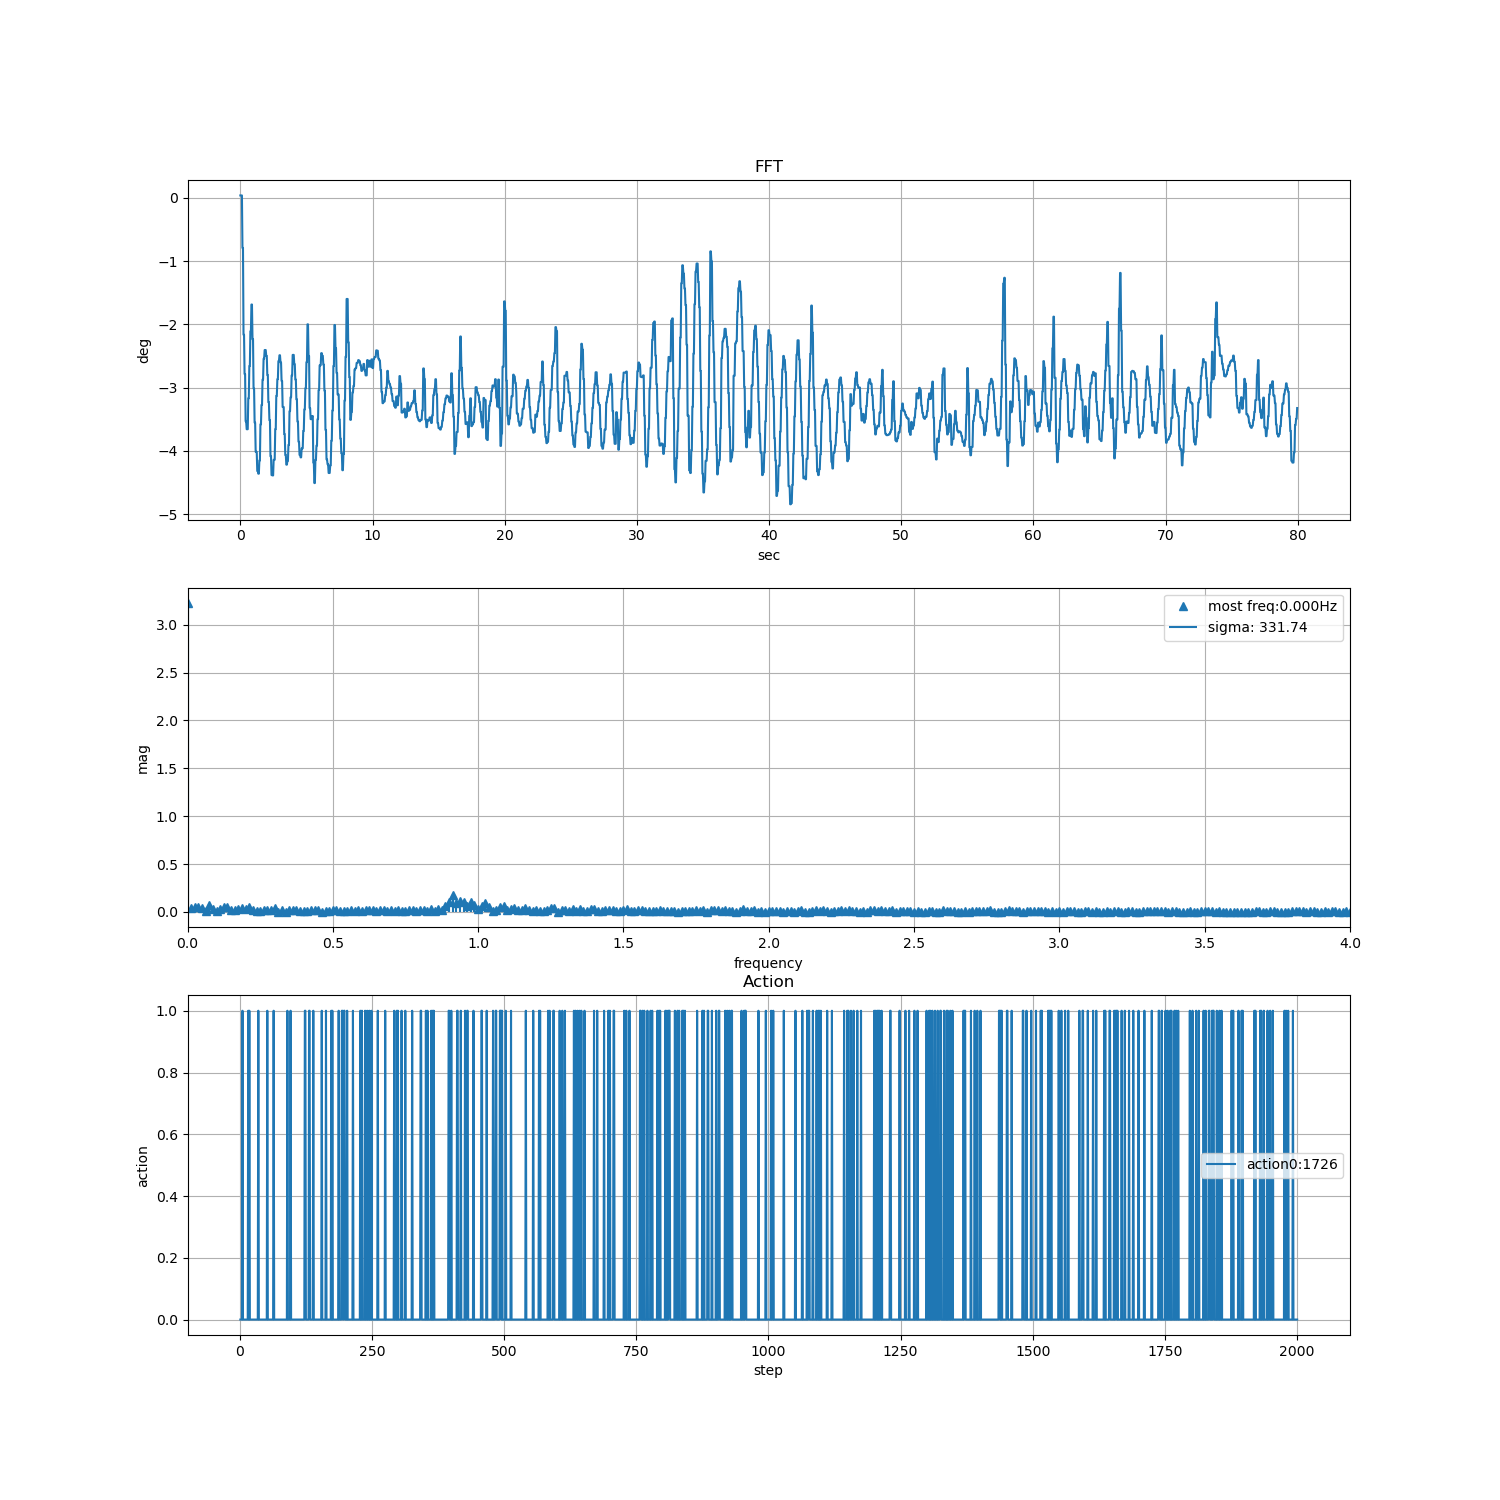 FFT
0
−1
−2
−3
−4
−5
deg
0 10 20 30 40 50 60 70 80
sec
3.0
2.5
2.0
1.5
1.0
0.5
0.0
mag
most freq:0.000Hz
sigma: 331.74
0.0 0.5 1.0 1.5 2.0 2.5 3.0 3.5 4.0
frequency
Action
1.0
0.8
0.6
0.4
0.2
0.0
action
action0:1726
0 250 500 750 1000 1250 1500 1750 2000
step